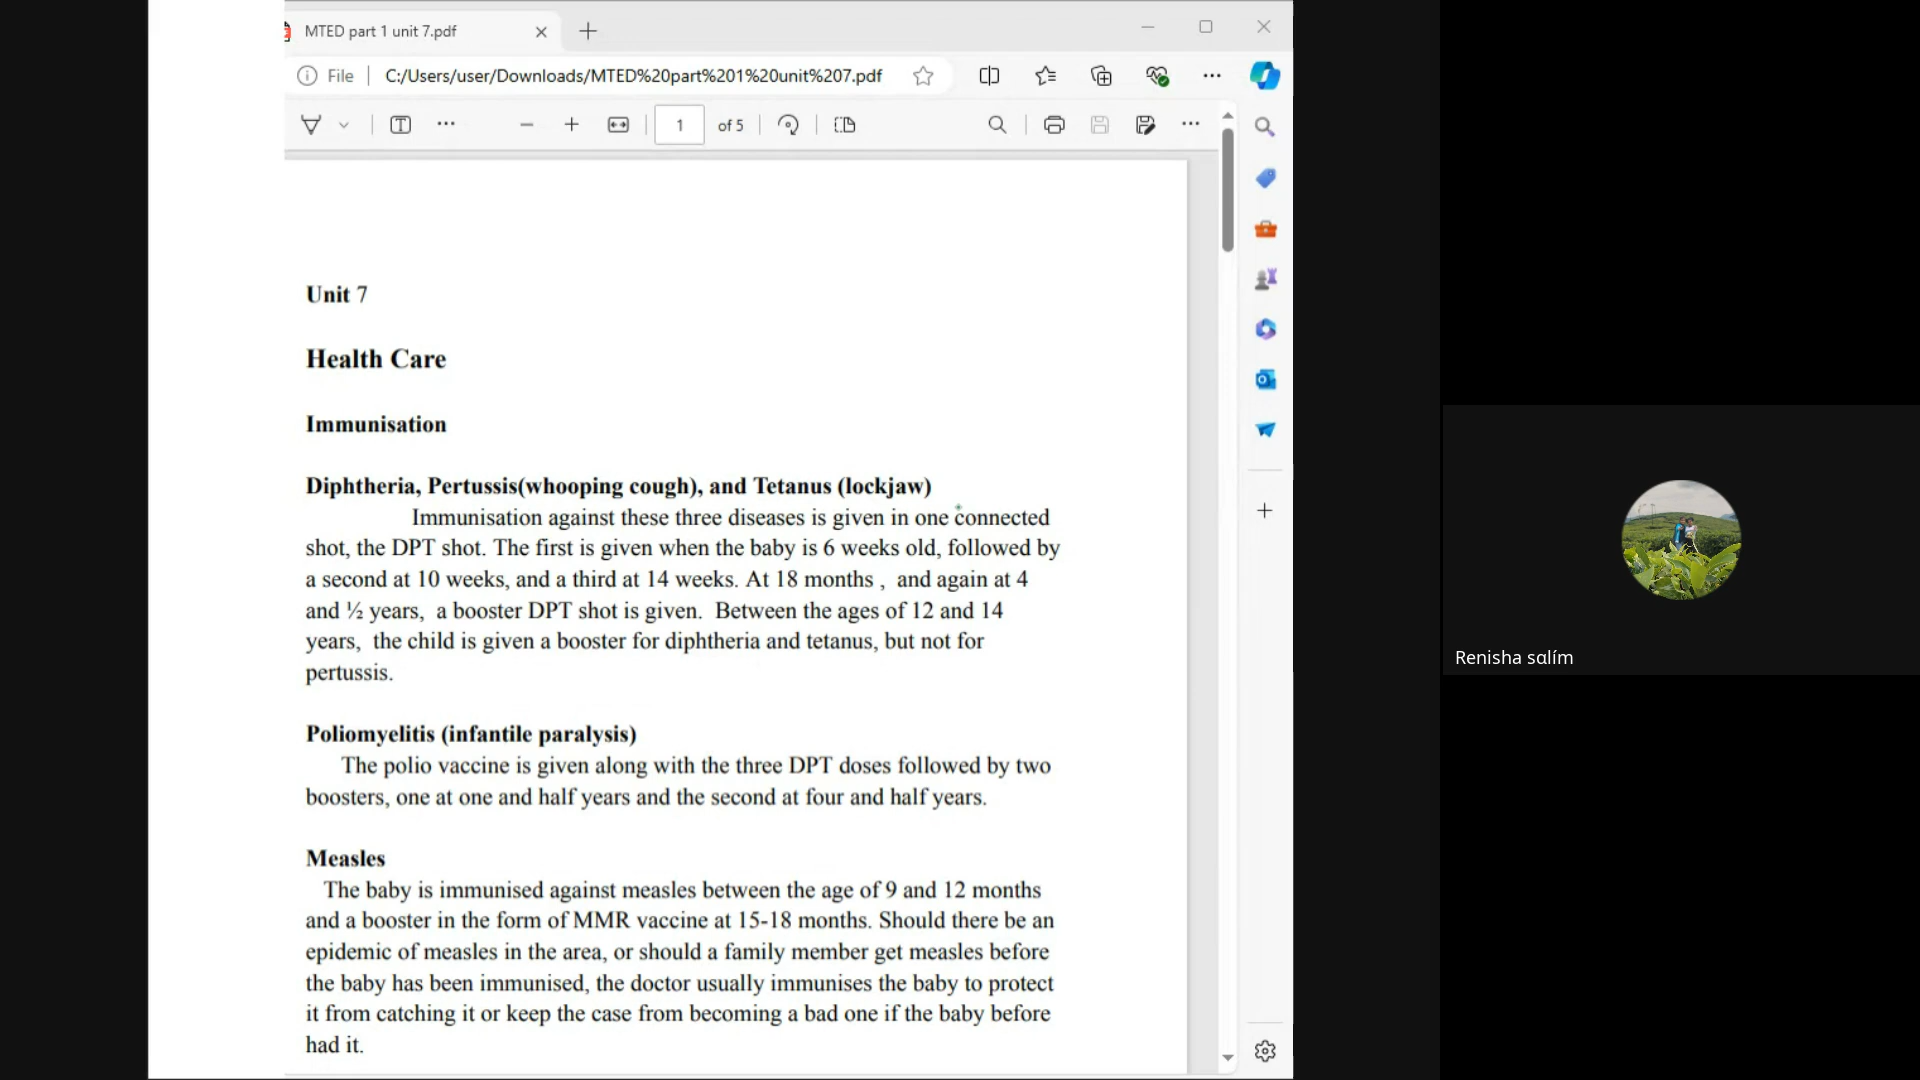 MTED part 1 unit 7.pdf
File C:/Users/user/Downloads/MTED%20part%201%20unit%207.pdf
1 of 5
Unit 7
Health Care
Immunisation
Diphtheria, Pertussis(whooping cough), and Tetanus (lockjaw)
Immunisation against these three diseases is given in one connected
shot, the DPT shot. The first is given when the baby is 6 weeks old, followed by
a second at 10 weeks, and a third at 14 weeks. At 18 months , and again at 4
and ½ years, a booster DPT shot is given. Between the ages of 12 and 14
years, the child is given a booster for diphtheria and tetanus, but not for
pertussis.
Poliomyelitis (infantile paralysis)
The polio vaccine is given along with the three DPT doses followed by two
boosters, one at one and half years and the second at four and half years.
Measles
The baby is immunised against measles between the age of 9 and 12 months
and a booster in the form of MMR vaccine at 15-18 months. Should there be an
epidemic of measles in the area, or should a family member get measles before
the baby has been immunised, the doctor usually immunises the baby to protect
it from catching it or keep the case from becoming a bad one if the baby before
had it.
Renisha sɑlím